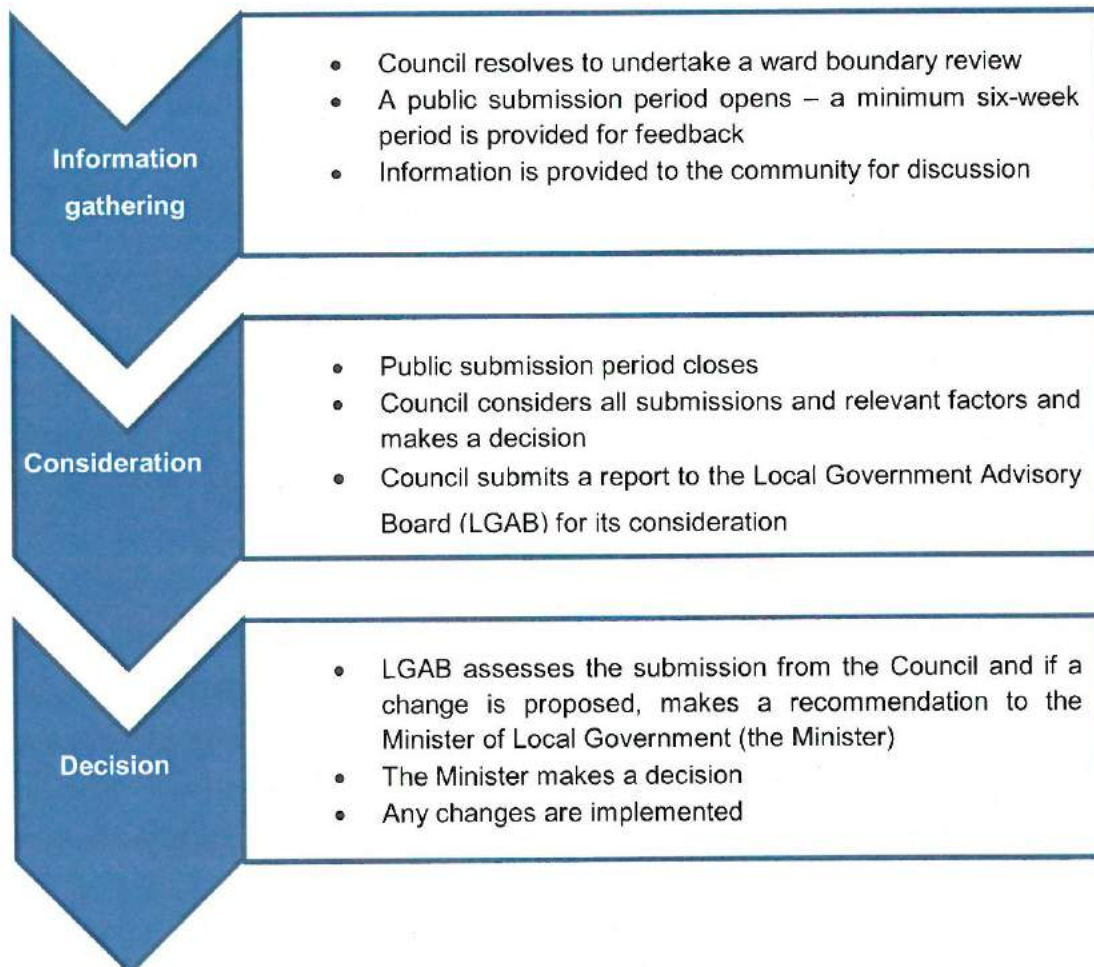 Information
gathering
• Council resolves to undertake a ward boundary review
• A public submission period opens – a minimum six-week
period is provided for feedback
• Information is provided to the community for discussion
Consideration
• Public submission period closes
• Council considers all submissions and relevant factors and
makes a decision
• Council submits a report to the Local Government Advisory
Board (LGAB) for its consideration
Decision
• LGAB assesses the submission from the Council and if a
change is proposed, makes a recommendation to the
Minister of Local Government (the Minister)
• The Minister makes a decision
• Any changes are implemented